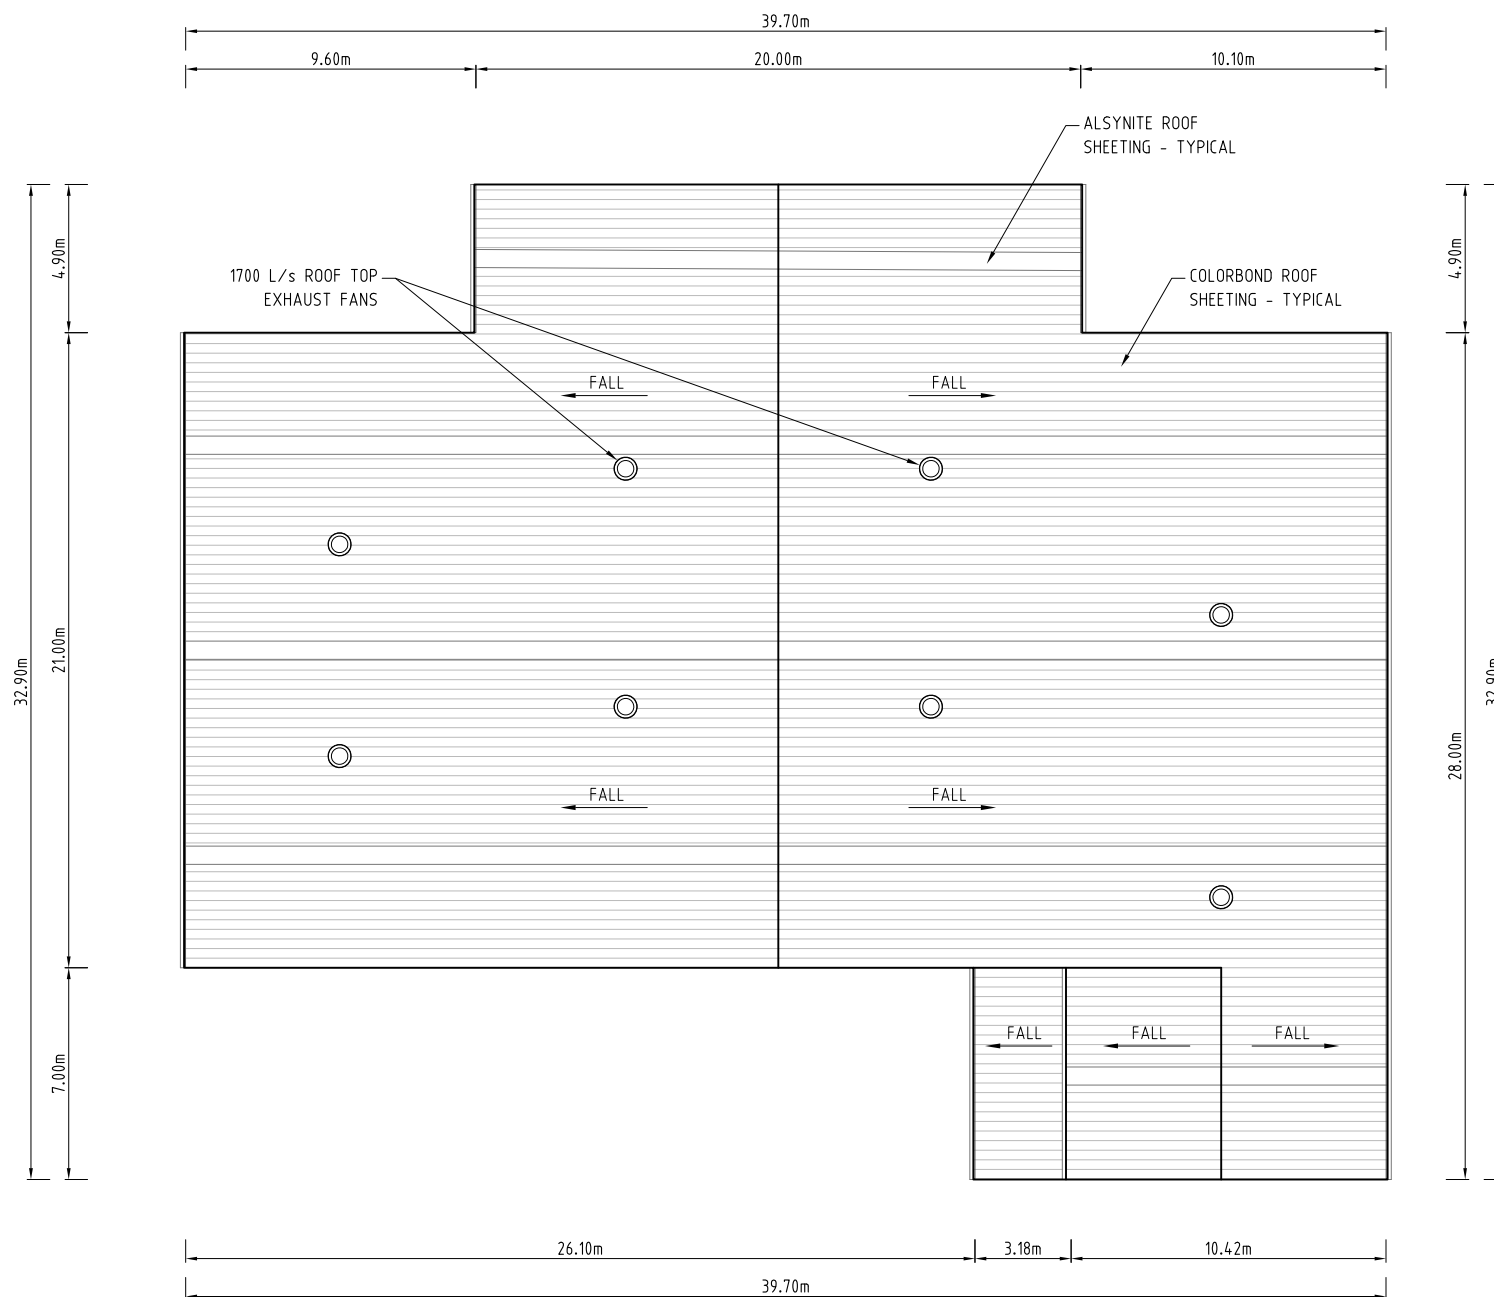 39.70m
9.60m
20.00m
10.10m
ALSYNITE ROOF
SHEETING - TYPICAL
4.90m
4.90m
1700 L/s ROOF TOP
EXHAUST FANS
COLORBOND ROOF
SHEETING - TYPICAL
FALL
FALL
21.00m
32.90m
32.90m
28.00m
FALL
FALL
7.00m
FALL
FALL
FALL
26.10m
3.18m
10.42m
39.70m